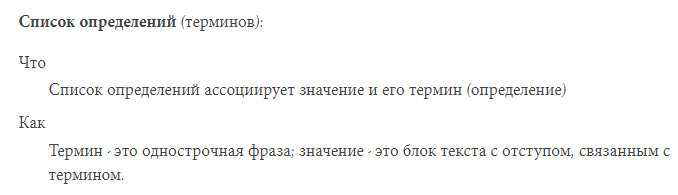 Список определений (терминов):
Что
Список определений ассоциирует значение и его термин (определение)
Как
Термин - это однострочная фраза; значение - это блок текста с отступом, связанным с
термином.